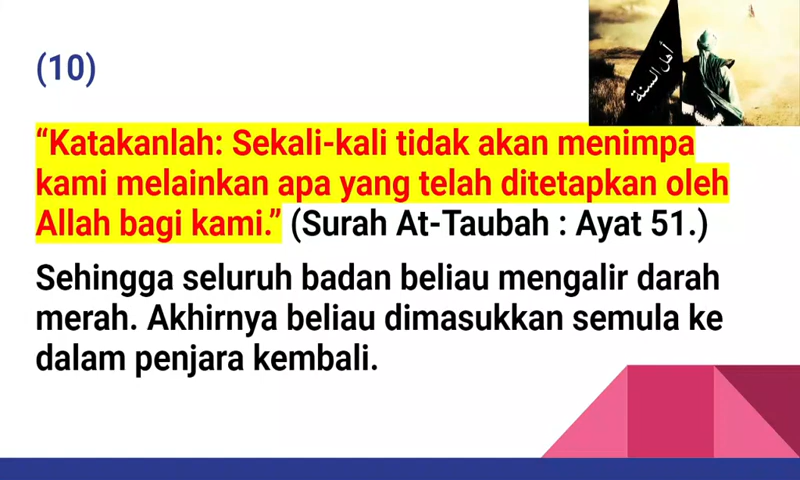 (10)
أهل السنة
“Katakanlah: Sekali-kali tidak akan menimpa
kami melainkan apa yang telah ditetapkan oleh
Allah bagi kami.” (Surah At-Taubah : Ayat 51.)
Sehingga seluruh badan beliau mengalir darah
merah. Akhirnya beliau dimasukkan semula ke
dalam penjara kembali.